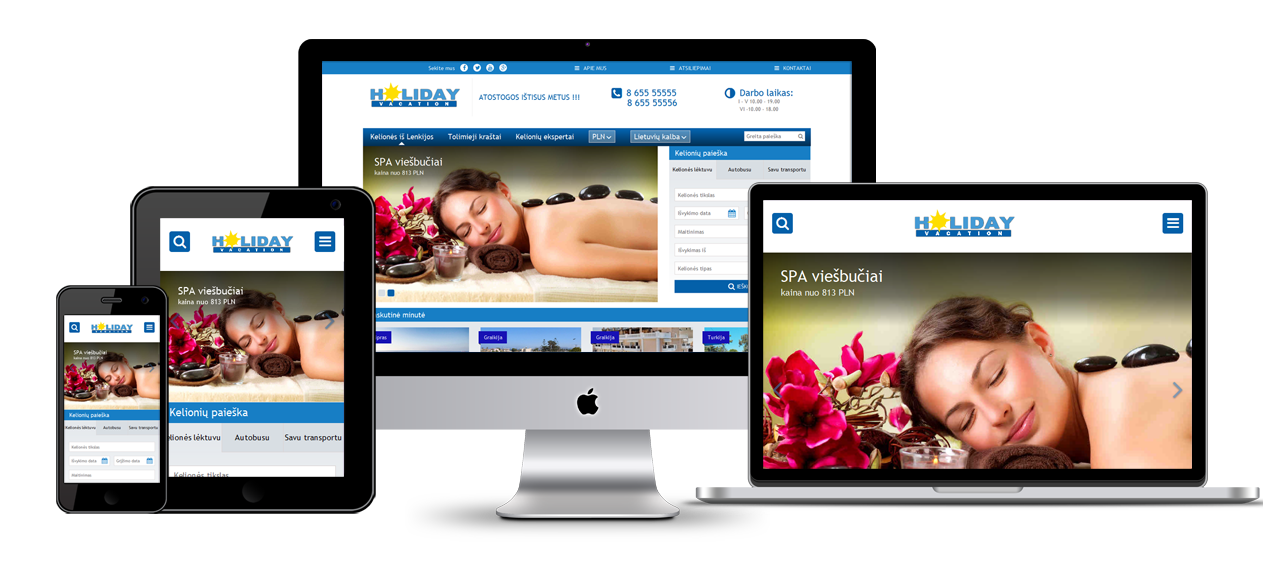 Sekite mus
APIE MUS
ATSILIEPIMAI
KONTAKTAI
HOLIDAY
VACATION
ATOSTOGOS IŠTISUS METUS !!!
8 655 55555
8 655 55556
Darbo laikas:
I - V 10.00 - 19.00
VI -10.00 - 18.00
Kelionės iš Lenkijos
Tolimieji kraštai
Kelionių ekspertai
PLN
Lietuvių kalba
Greita paieška
SPA viešbučiai
kaina nuo 813 PLN
Kelionių paieška
Kelionės lėktuvu
Autobusu
Savu transportu
Kelionės tikslas
Išvykimo data
Maitinimas
Išvykimas iš
Kelionės tipas
IEŠK
skutinė minutė
pras
Graikija
Graikija
Turkija
HOLIDAY
VACATION
SPA viešbučiai
kaina nuo 813 PLN
Kelionių paieška
elionės lėktuvu
Autobusu
Savu transportu
Kelionės tikslas
HOLIDAY
VACATION
SPA viešbučiai
kaina nuo 813 PLN
Kelionių paieška
Kelionės lėktuvu
Autobusu
Savu transportu
Kelionės tikslas
Išvykimo data
Grįžimo data
Maitinimas
HOLIDAY
VACATION
SPA viešbučiai
kaina nuo 813 PLN